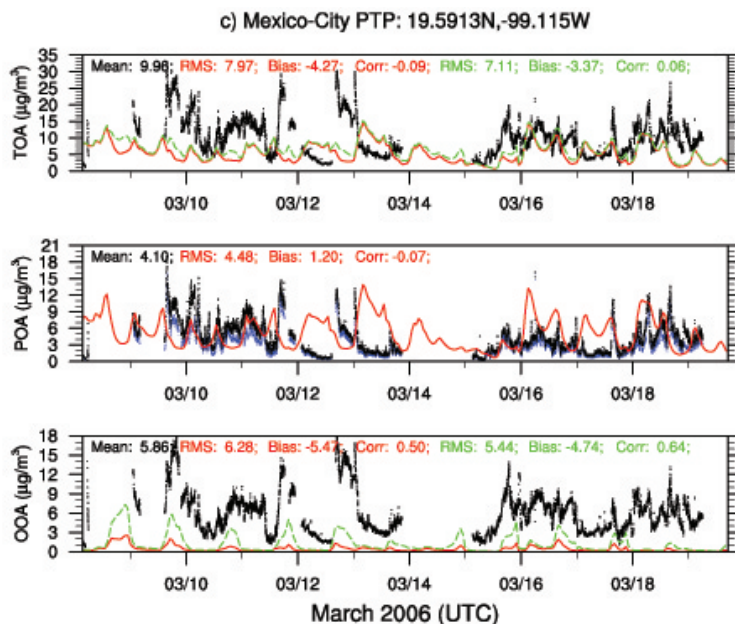 c) Mexico-City PTP: 19.5913N,-99.115W
Mean: 9.96; RMS: 7.97; Bias: -4.27; Corr: -0.09; RMS: 7.11; Bias: -3.37; Corr: 0.06;
TOA (μg/m³)
35
30
25
20
15
10
5
0
03/10 03/12 03/14 03/16 03/18
Mean: 4.10; RMS: 4.48; Bias: 1.20; Corr: -0.07;
POA (μg/m³)
21
18
15
12
9
6
3
0
03/10 03/12 03/14 03/16 03/18
Mean: 5.86; RMS: 6.28; Bias: -5.47; Corr: 0.50; RMS: 5.44; Bias: -4.74; Corr: 0.64;
OOA (μg/m³)
18
15
12
9
6
3
0
03/10 03/12 03/14 03/16 03/18
March 2006 (UTC)